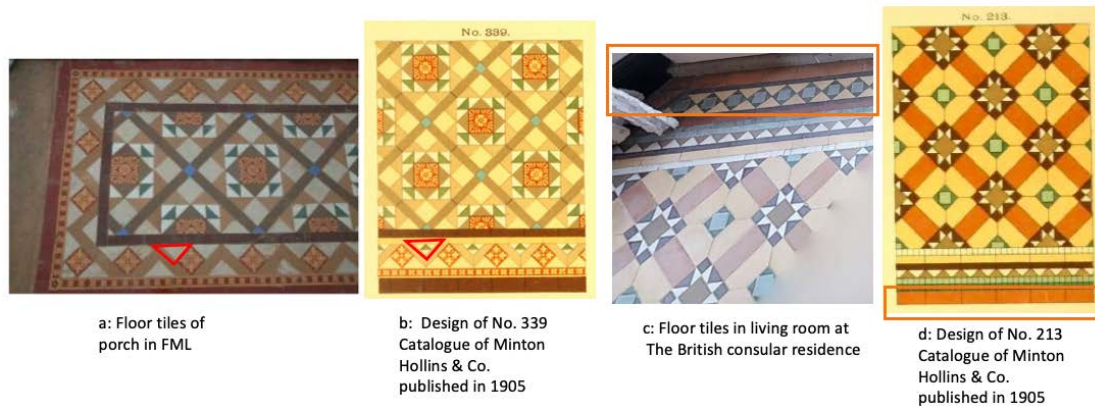 No. 339.
No. 213.
a: Floor tiles of
porch in FML
b: Design of No. 339
Catalogue of Minton
Hollins & Co.
published in 1905
c: Floor tiles in living room at
The British consular residence
d: Design of No. 213
Catalogue of Minton
Hollins & Co.
published in 1905